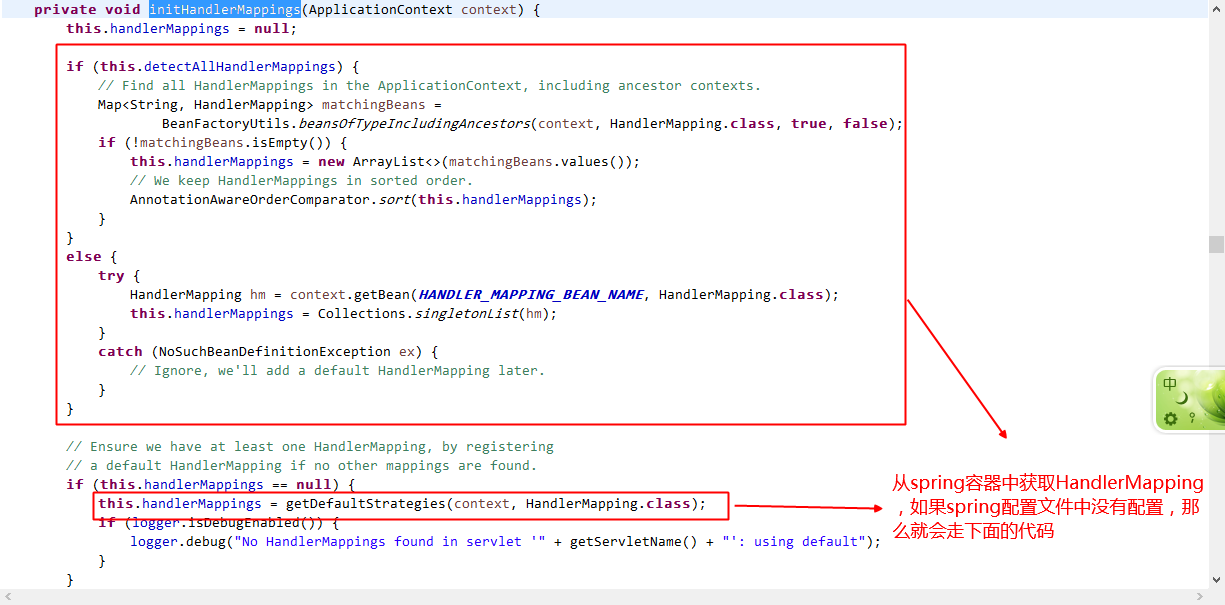 private void initHandlerMappings(ApplicationContext context) {
this.handlerMappings = null;
if (this.detectAllHandlerMappings) {
// Find all HandlerMappings in the ApplicationContext, including ancestor contexts.
Map<String, HandlerMapping> matchingBeans =
BeanFactoryUtils.beansOfTypeIncludingAncestors(context, HandlerMapping.class, true, false);
if (!matchingBeans.isEmpty()) {
this.handlerMappings = new ArrayList<>(matchingBeans.values());
// We keep HandlerMappings in sorted order.
AnnotationAwareOrderComparator.sort(this.handlerMappings);
}
}
else {
try {
HandlerMapping hm = context.getBean(HANDLER_MAPPING_BEAN_NAME, HandlerMapping.class);
this.handlerMappings = Collections.singletonList(hm);
}
catch (NoSuchBeanDefinitionException ex) {
// Ignore, we'll add a default HandlerMapping later.
}
}
// Ensure we have at least one HandlerMapping, by registering
// a default HandlerMapping if no other mappings are found.
if (this.handlerMappings == null) {
this.handlerMappings = getDefaultStrategies(context, HandlerMapping.class);
if (logger.isDebugEnabled()) {
logger.debug("No HandlerMappings found in servlet '" + getServletName() + "': using default");
}
}
从spring容器中获取HandlerMapping
，如果spring配置文件中没有配置，那
么就会走下面的代码
中